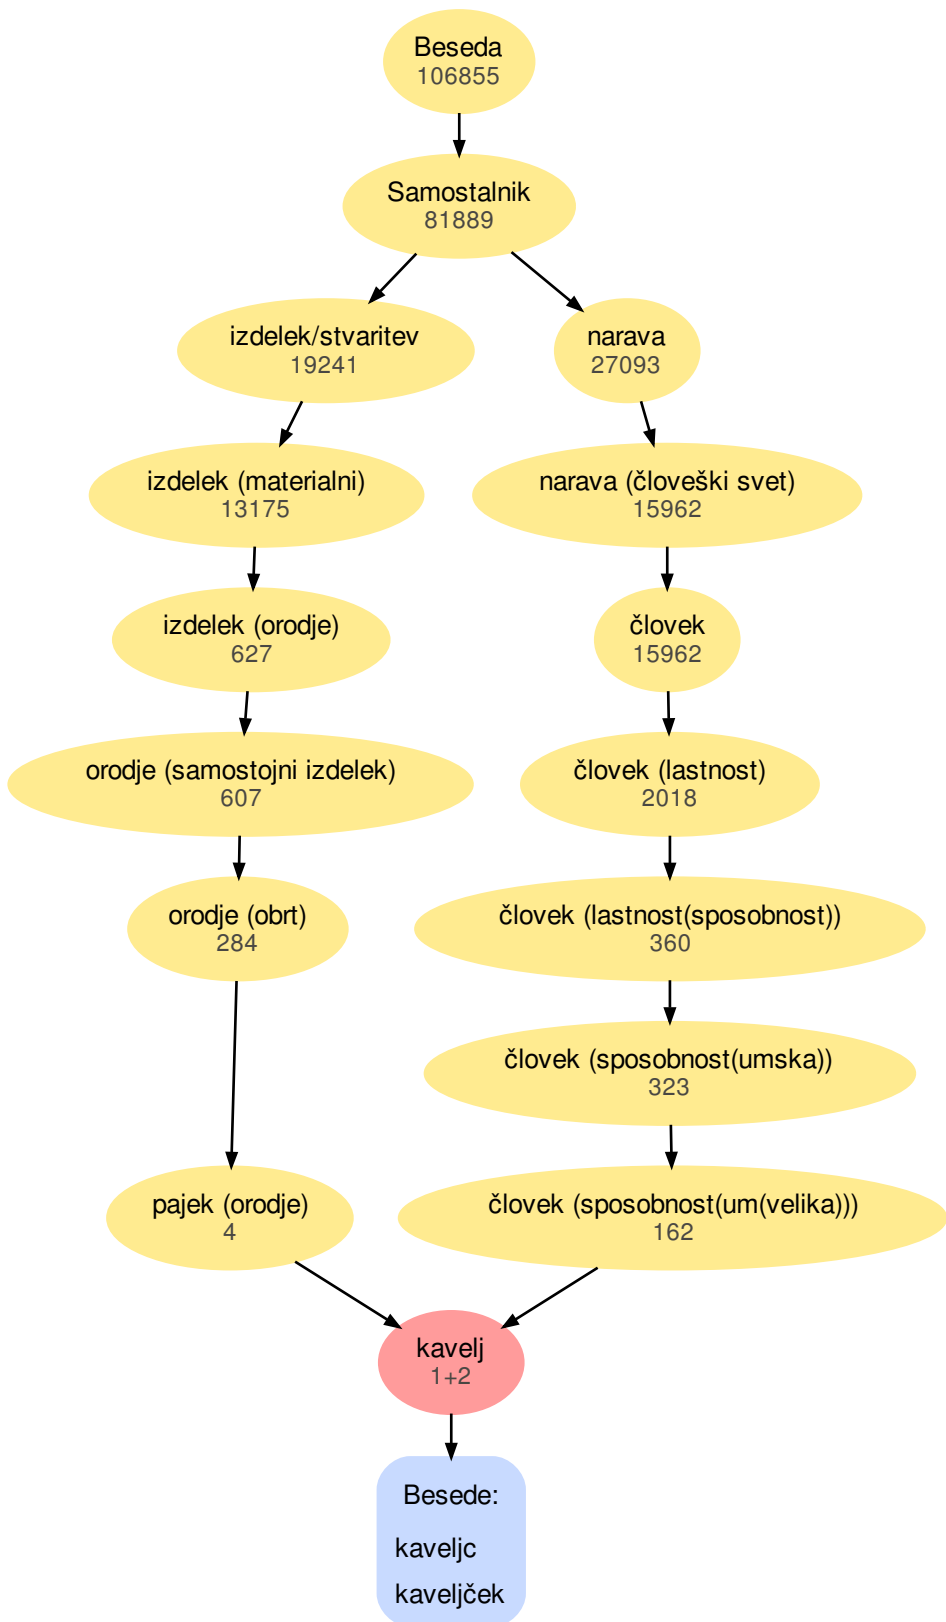 Beseda
106855
Samostalnik
81889
izdelek/stvaritev
19241
narava
27093
izdelek (materialni)
13175
narava (človeški svet)
15962
izdelek (orodje)
627
človek
15962
orodje (samostojni izdelek)
607
človek (lastnost)
2018
orodje (obrt)
284
človek (lastnost(sposobnost))
360
človek (sposobnost(umska))
323
pajek (orodje)
4
človek (sposobnost(um(velika)))
162
kavelj
1+2
Besede:
kaveljc
kaveljček